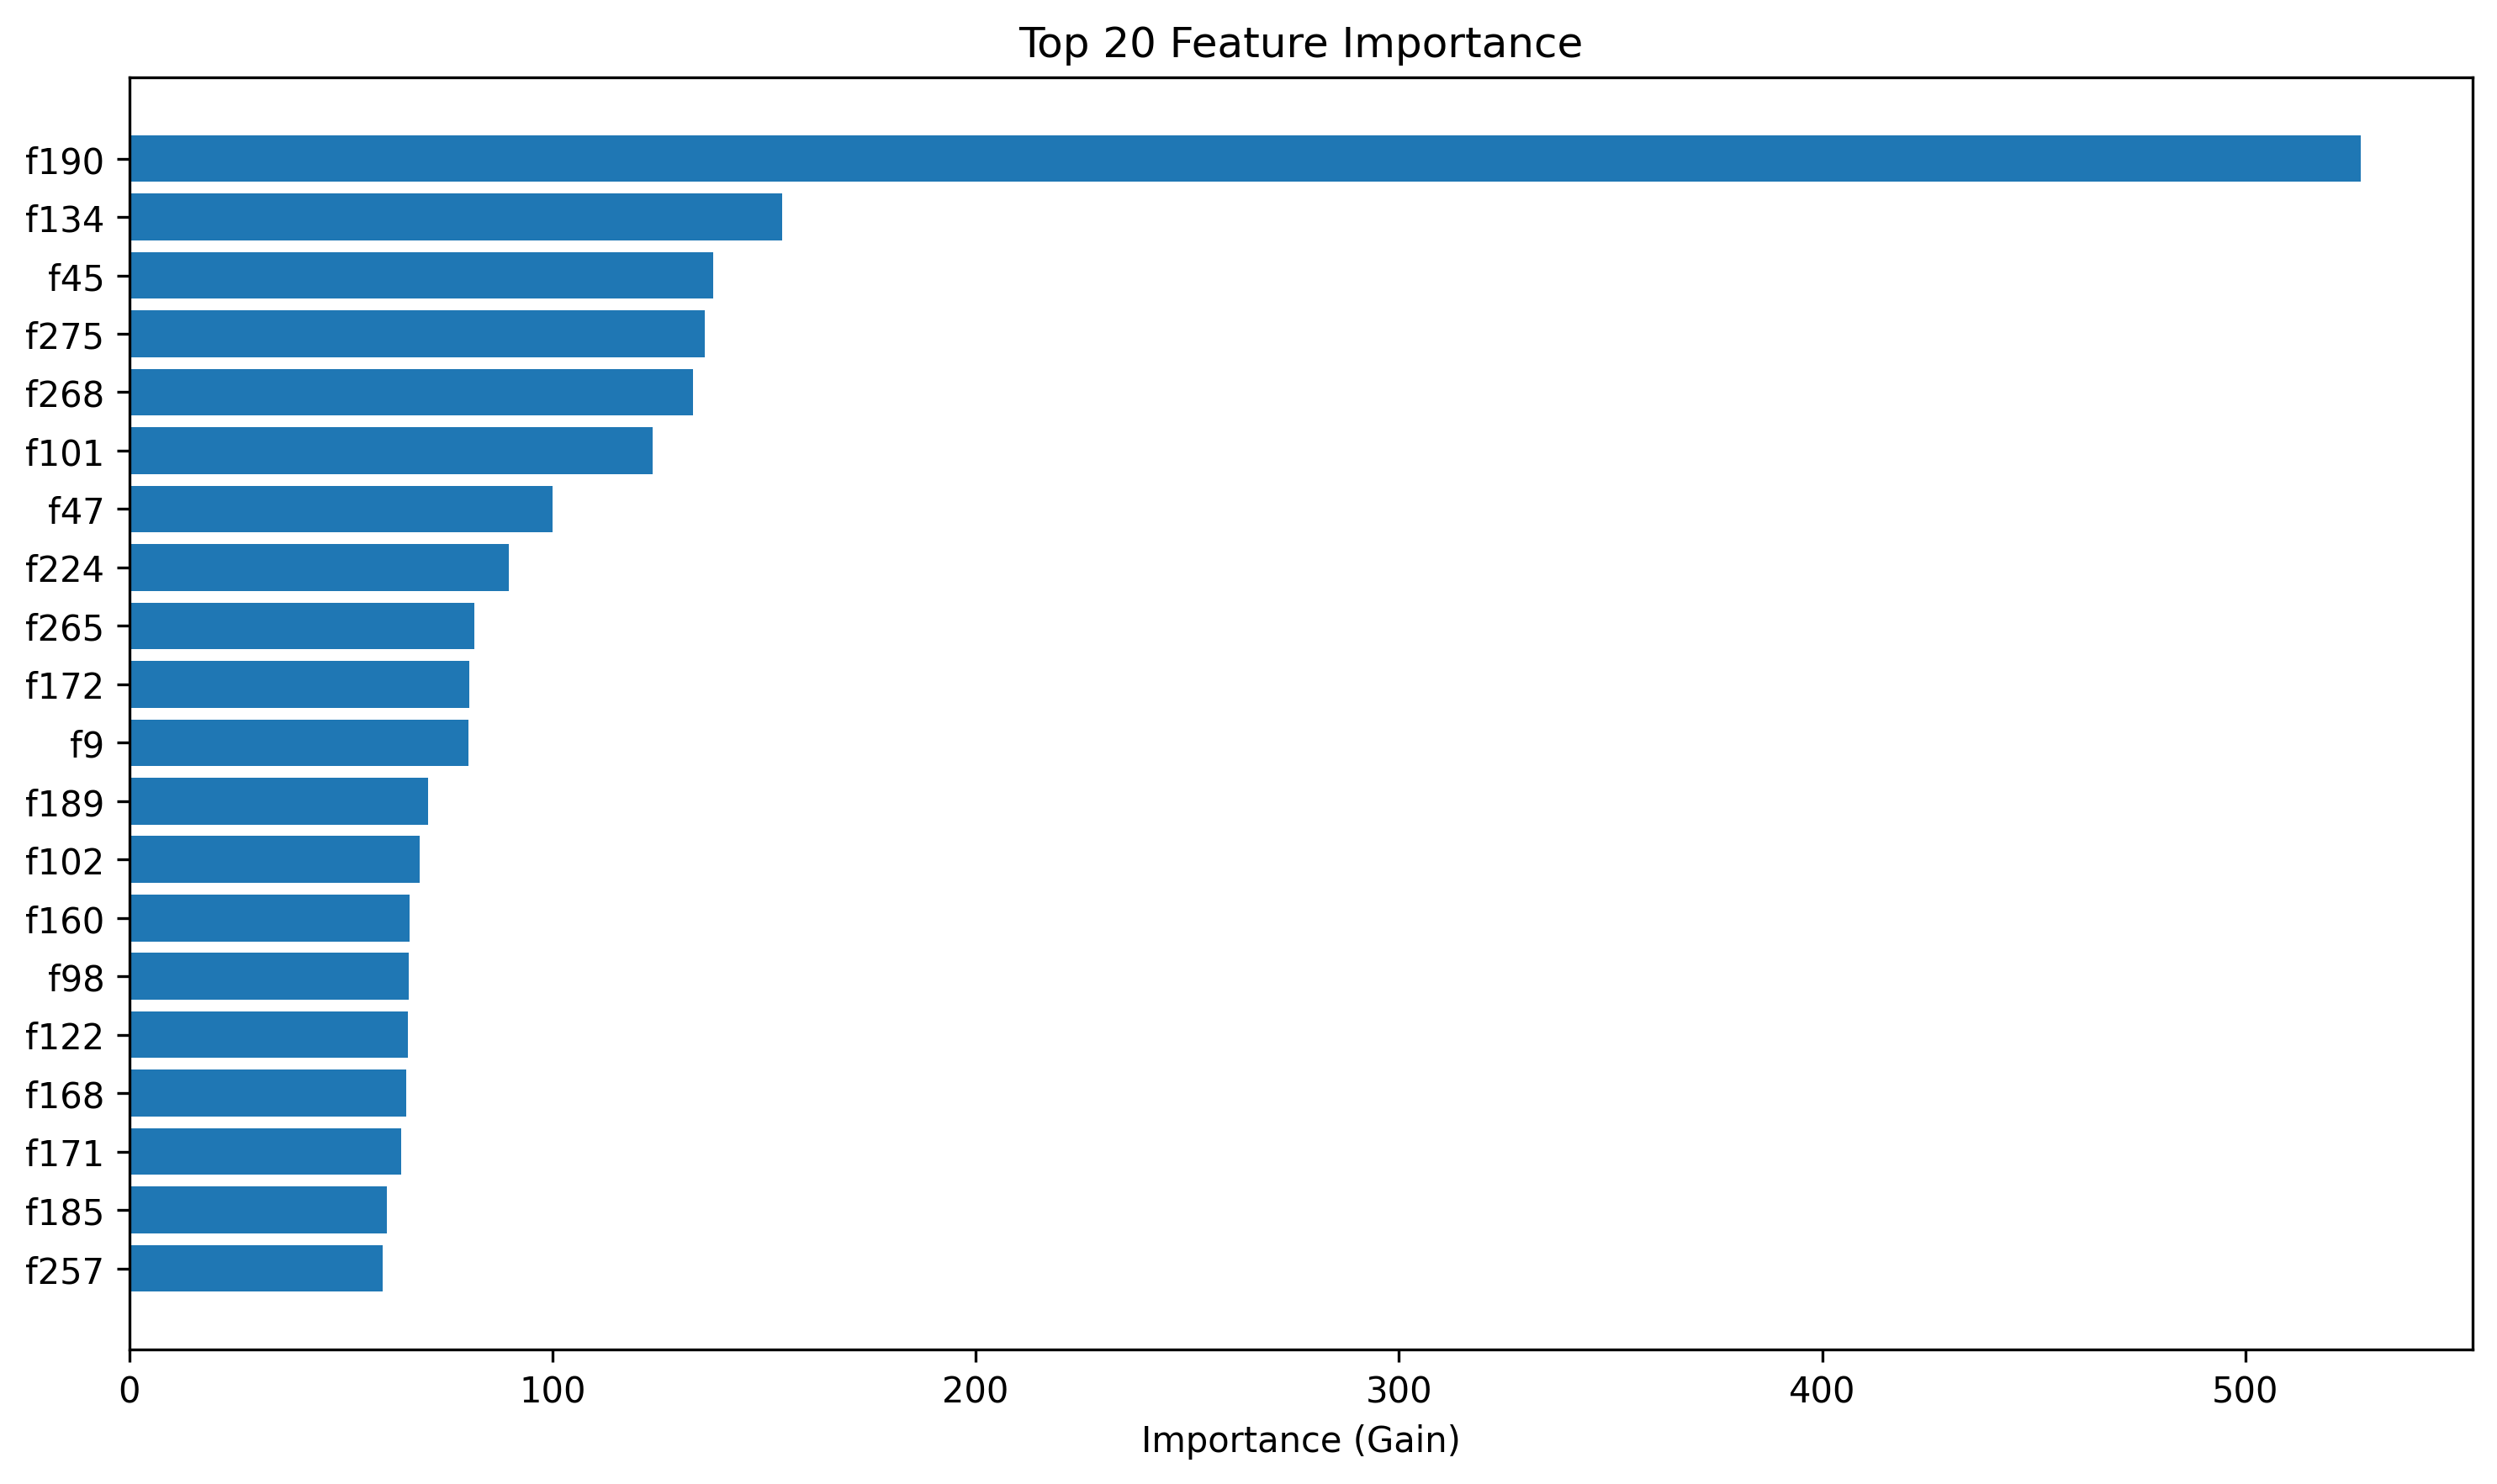 Top 20 Feature Importance
f190
f134
f45
f275
f268
f101
f47
f224
f265
f172
f9
f189
f102
f160
f98
f122
f168
f171
f185
f257
0 100 200 300 400 500
Importance (Gain)